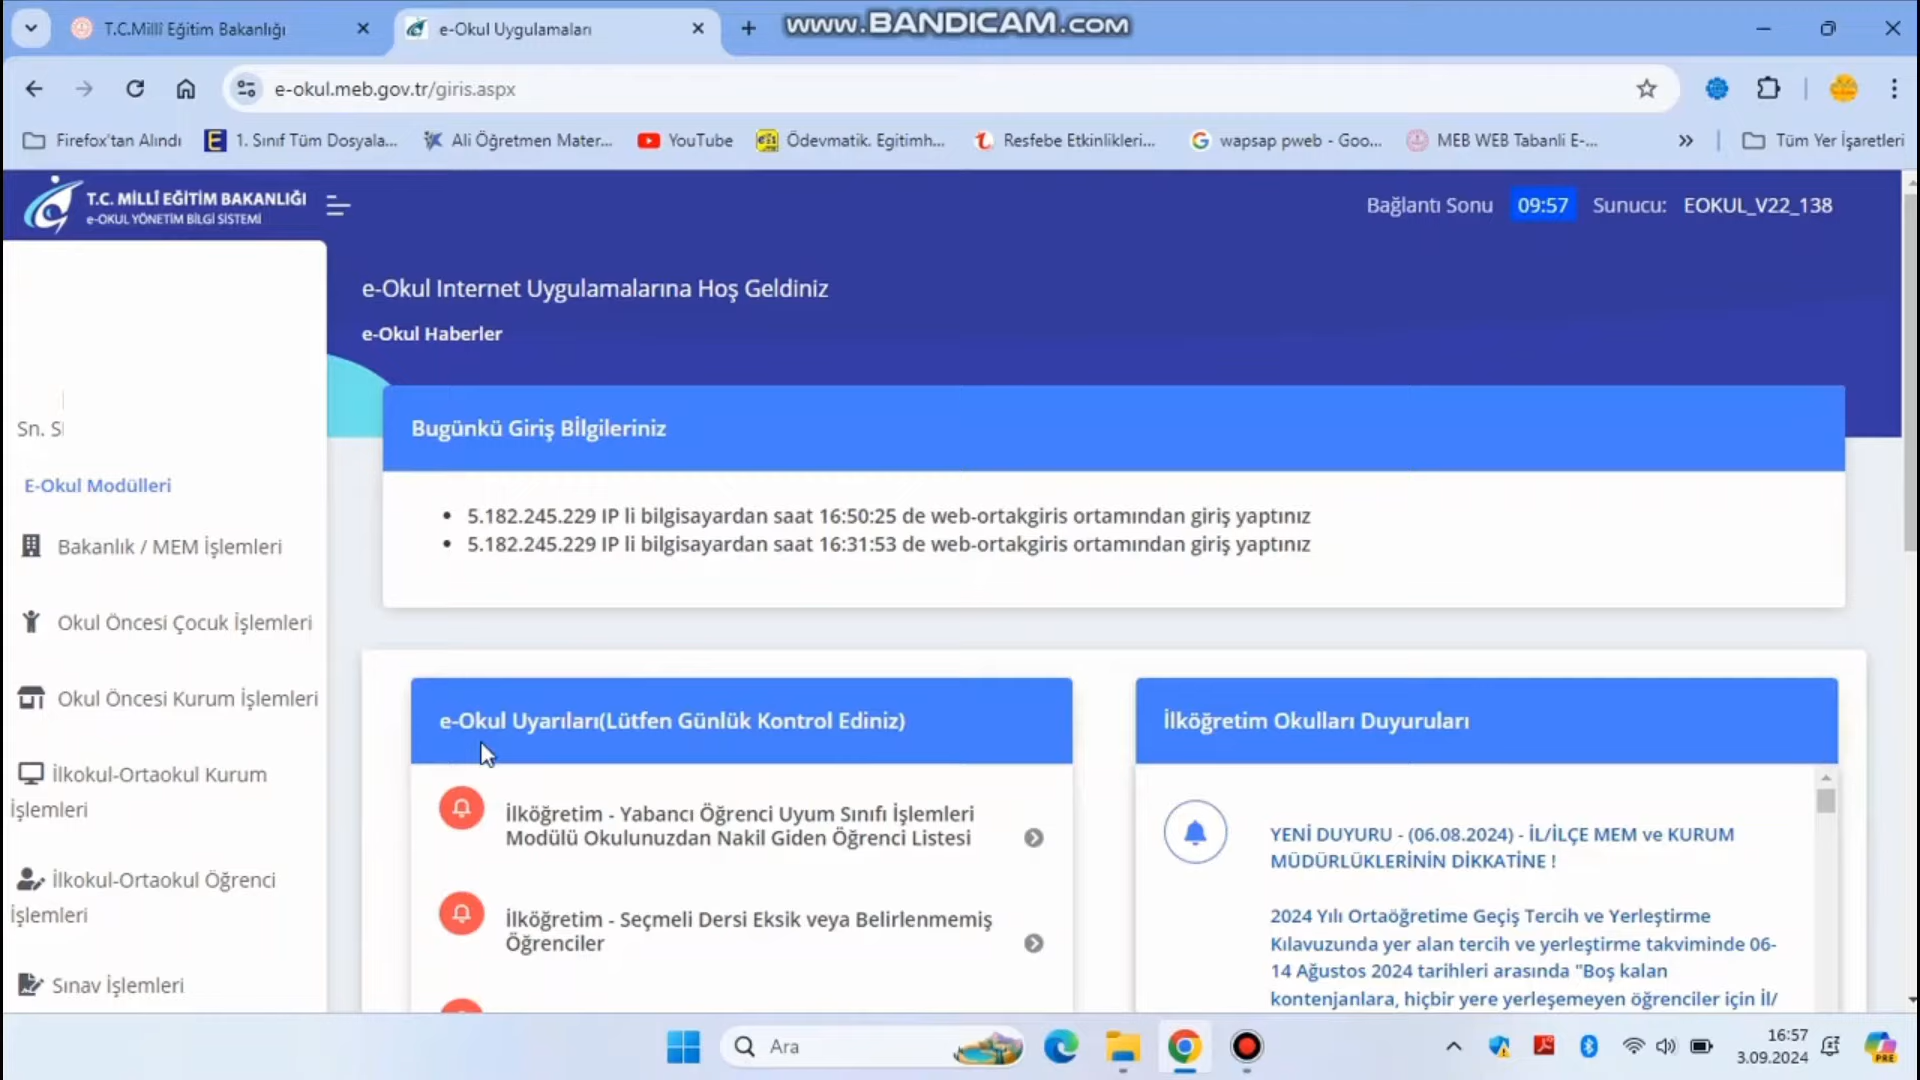 T.C.Millî Eğitim Bakanlığı
e-Okul Uygulamaları
www.BANDICAM.com
e-okul.meb.gov.tr/giris.aspx
Firefox'tan Alındı
1. Sınıf Tüm Dosyala...
Ali Öğretmen Mater...
YouTube
Ödevmatik. Egitimh...
Resfebe Etkinlikleri...
wapsap pweb - Goo...
MEB WEB Tabanli E-...
Tüm Yer İşaretleri
T.C. MİLLÎ EĞİTİM BAKANLIĞI
e-OKUL YÖNETİM BİLGİ SİSTEMİ
Bağlantı Sonu 09:57 Sunucu: EOKUL_V22_138
e-Okul Internet Uygulamalarına Hoş Geldiniz
e-Okul Haberler
Sn.
E-Okul Modülleri
Bakanlık / MEM İşlemleri
Okul Öncesi Çocuk İşlemleri
Okul Öncesi Kurum İşlemleri
İlkokul-Ortaokul Kurum
İşlemleri
İlkokul-Ortaokul Öğrenci
İşlemleri
Sınav İşlemleri
Bugünkü Giriş Bİlgileriniz
• 5.182.245.229 IP li bilgisayardan saat 16:50:25 de web-ortakgiris ortamından giriş yaptınız
• 5.182.245.229 IP li bilgisayardan saat 16:31:53 de web-ortakgiris ortamından giriş yaptınız
e-Okul Uyarıları(Lütfen Günlük Kontrol Ediniz)
İlköğretim - Yabancı Öğrenci Uyum Sınıfı İşlemleri
Modülü Okulunuzdan Nakil Giden Öğrenci Listesi
İlköğretim - Seçmeli Dersi Eksik veya Belirlenmemiş
Öğrenciler
İlköğretim Okulları Duyuruları
YENİ DUYURU - (06.08.2024) - İL/İLÇE MEM ve KURUM
MÜDÜRLÜKLERİNİN DİKKATİNE !
2024 Yılı Ortaöğretime Geçiş Tercih ve Yerleştirme
Kılavuzunda yer alan tercih ve yerleştirme takviminde 06-
14 Ağustos 2024 tarihleri arasında "Boş kalan
kontenjanlara, hiçbir yere yerleşemeyen öğrenciler için İl/
Ara
16:57
3.09.2024
PRE